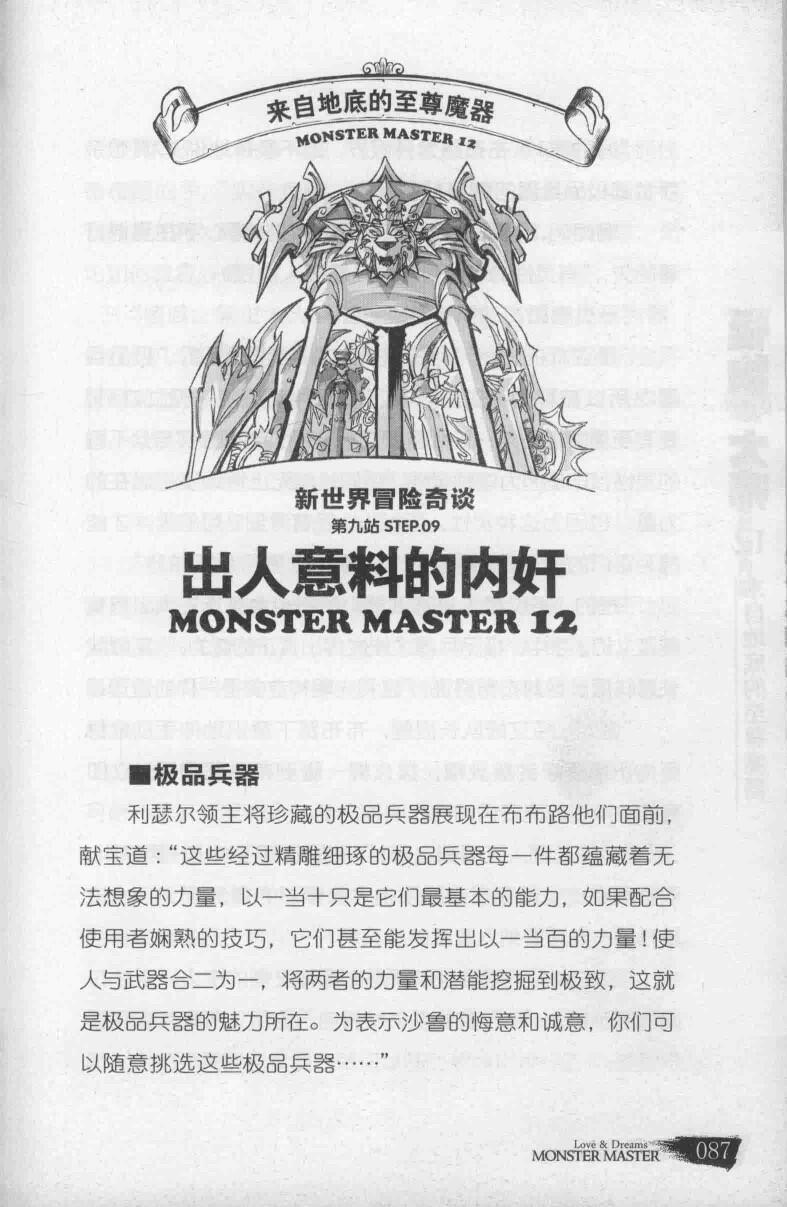 来自地底的至尊魔器
MONSTER MASTER 12
新世界冒险奇谈
第九站 STEP.09
出人意料的内奸
MONSTER MASTER 12
■极品兵器
利瑟尔领主将珍藏的极品兵器展现在布布路他们面前，
献宝道：“这些经过精雕细琢的极品兵器每一件都蕴藏着无
法想象的力量，以一当十只是它们最基本的能力，如果配合
使用者娴熟的技巧，它们甚至能发挥出以一当百的力量！使
人与武器合二为一，将两者的力量和潜能挖掘到极致，这就
是极品兵器的魅力所在。为表示沙鲁的悔意和诚意，你们可
以随意挑选这些极品兵器……”
Love & Dreams
MONSTER MASTER 087